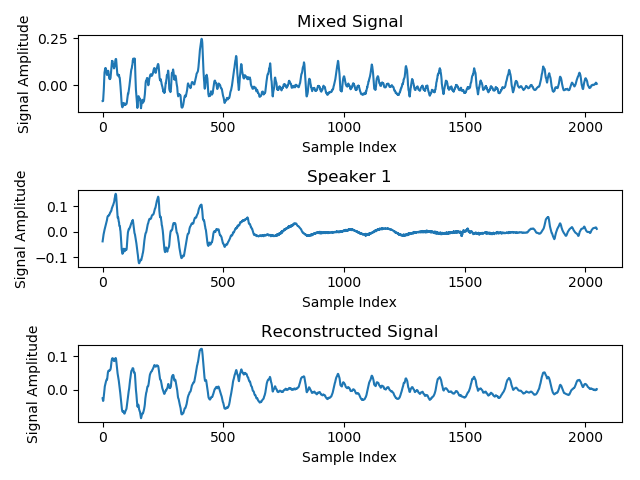 Mixed Signal
Signal Amplitude
0.25
0.00
0 500 1000 1500 2000
Sample Index
Speaker 1
Signal Amplitude
0.1
0.0
−0.1
0 500 1000 1500 2000
Sample Index
Reconstructed Signal
Signal Amplitude
0.1
0.0
0 500 1000 1500 2000
Sample Index